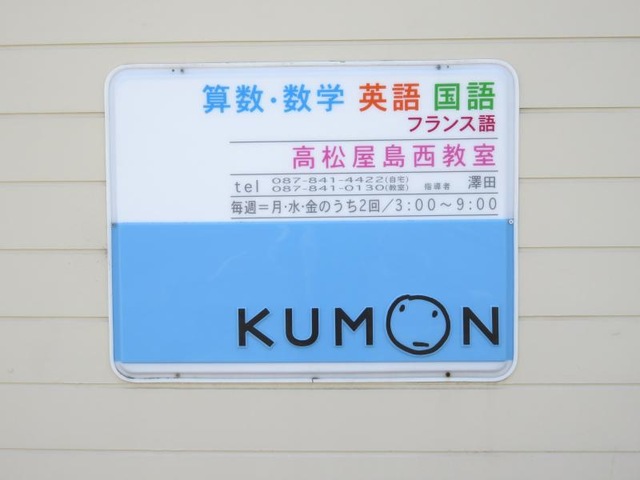 算数・数学 英語 国語
フランス語
高松屋島西教室
tel 087-841-4422(自宅)
087-841-0130(教室) 指導者 澤田
毎週=月・水・金のうち2回/3:00〜9:00
KUMON